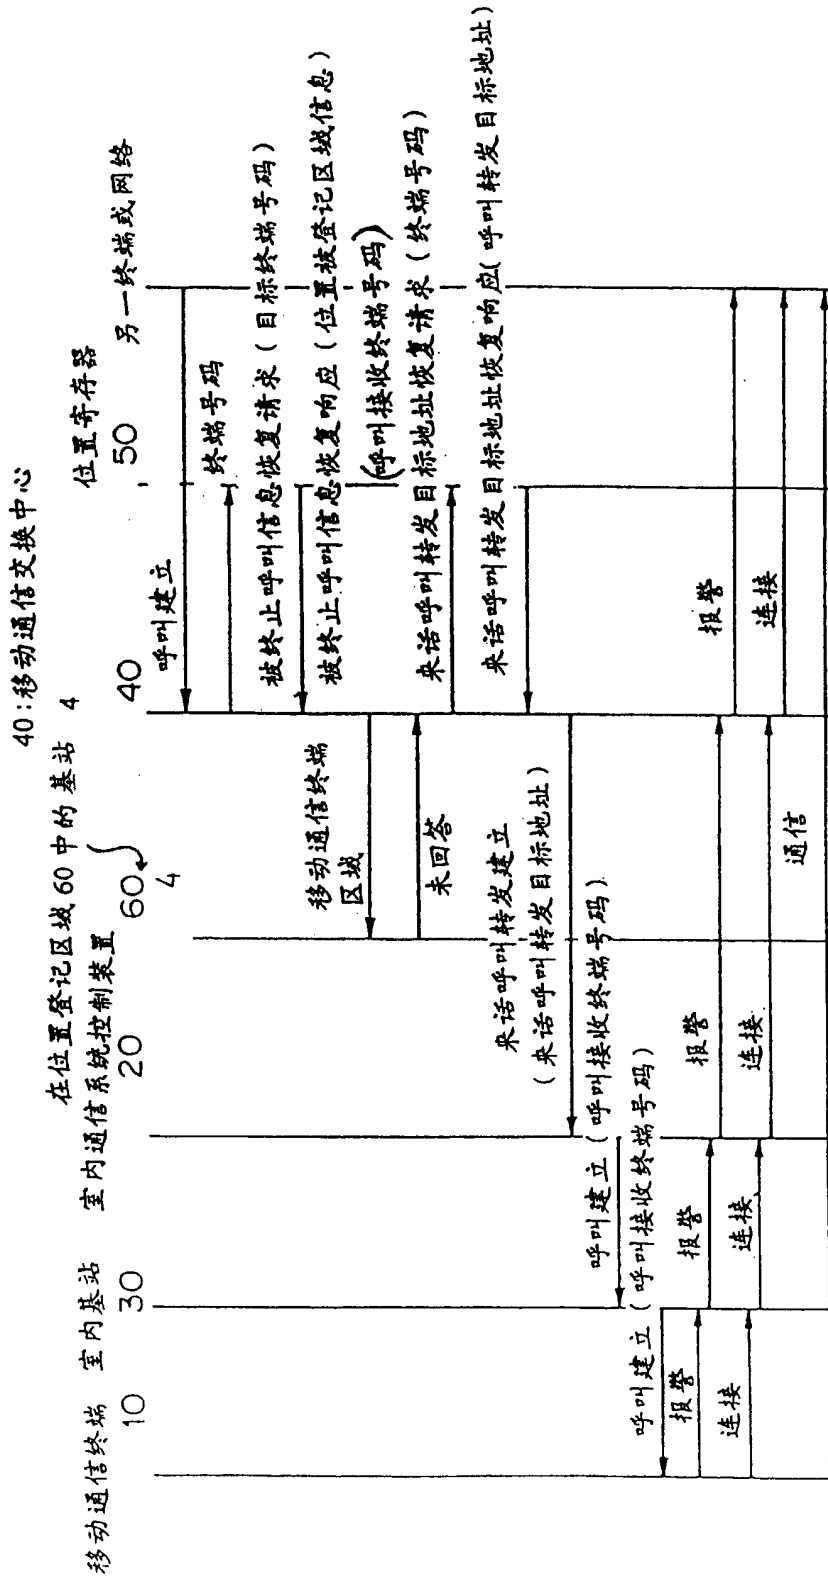 40:移动通信交换中心
在位置登记区域60中的基站 4
移动通信终端
10
室内基站
30
室内通信系统控制装置
20
60
4
40
位置寄存器
50
另一终端或网络
呼叫建立
终端号码
被终止呼叫信息恢复请求(目标终端号码)
被终止呼叫信息恢复响应(位置被登记区域信息)
(呼叫接收终端号码)
移动通信终端
区域
未回答
来话呼叫转发目标地址恢复请求(终端号码)
来话呼叫转发目标地址恢复响应(呼叫转发目标地址)
来话呼叫转发建立
(来话呼叫转发目标地址)
呼叫建立(呼叫接收终端号码)
呼叫建立(呼叫接收终端号码)
报警
报警
报警
报警
连接
连接
连接
连接
通信